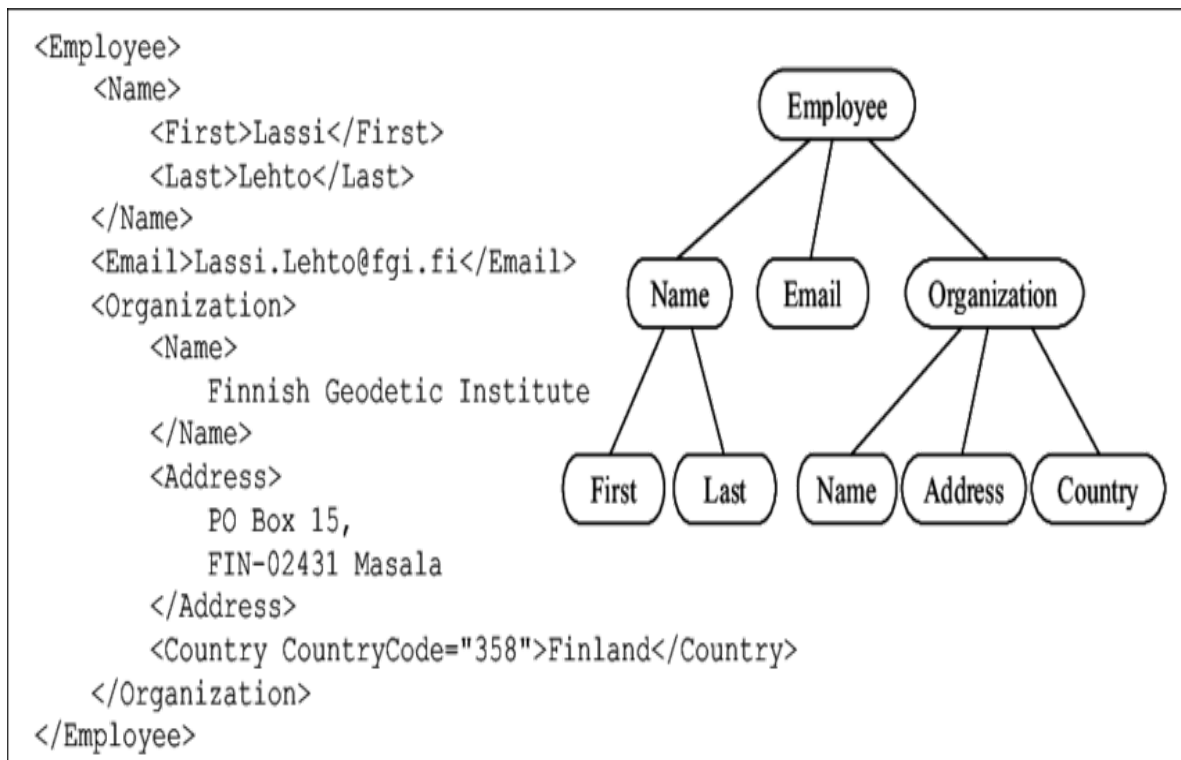 <Employee>
<Name>
<First>Lassi</First>
<Last>Lehto</Last>
</Name>
<Email>Lassi.Lehto@fgi.fi</Email>
<Organization>
<Name>
Finnish Geodetic Institute
</Name>
<Address>
PO Box 15,
FIN-02431 Masala
</Address>
<Country CountryCode="358">Finland</Country>
</Organization>
</Employee>
Employee
Name Email Organization
First Last Name Address Country